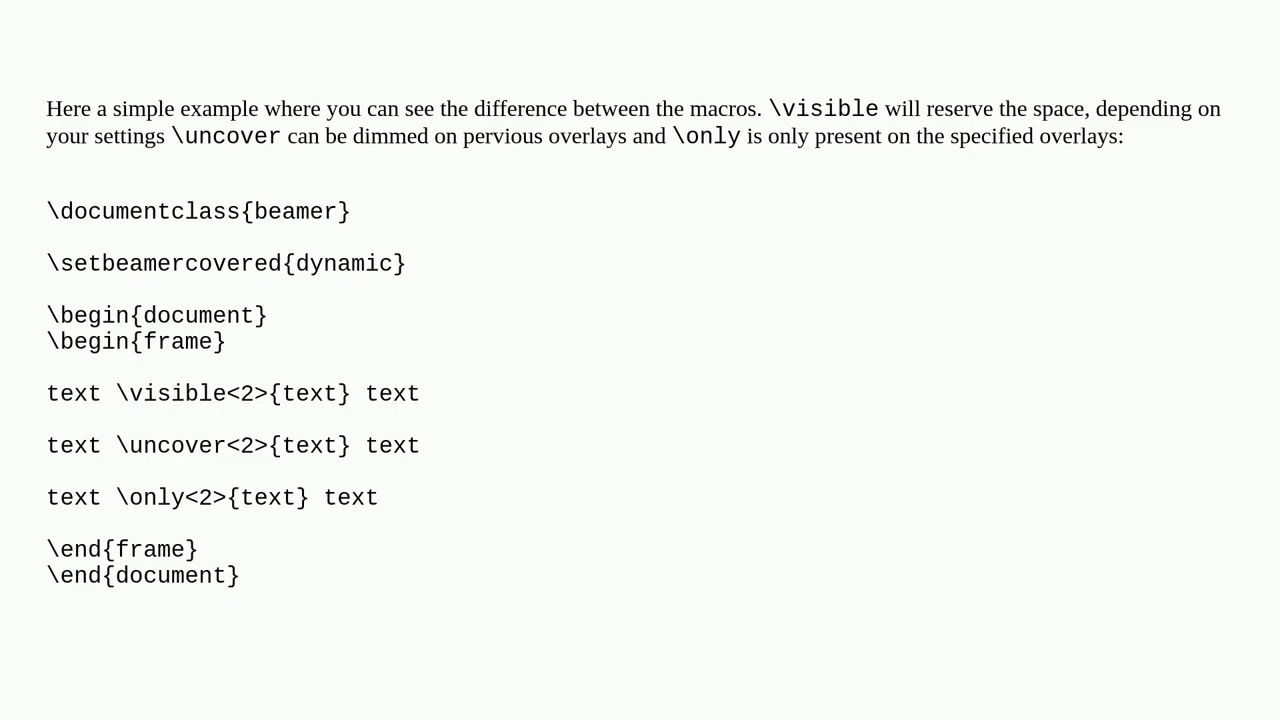 Here a simple example where you can see the difference between the macros. \visible will reserve the space, depending on
your settings \uncover can be dimmed on pervious overlays and \only is only present on the specified overlays:
\documentclass{beamer}
\setbeamercovered{dynamic}
\begin{document}
\begin{frame}
text \visible<2>{text} text
text \uncover<2>{text} text
text \only<2>{text} text
\end{frame}
\end{document}